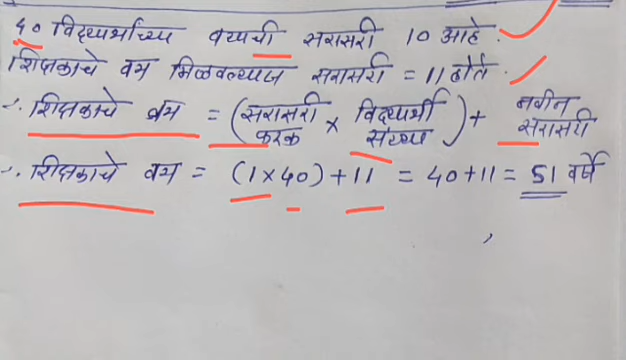 ४० विद्यार्थ्यांच्या वयाची सरासरी 10 आहे.
शिक्षकाचे वय मिळवल्यास सरासरी = 11 होते.
∴ शिक्षकाचे वय = (सरासरी फरक × विद्यार्थी संख्या) + नवीन सरासरी
∴ शिक्षकाचे वय = (1×40)+11 = 40+11 = 51 वर्षे